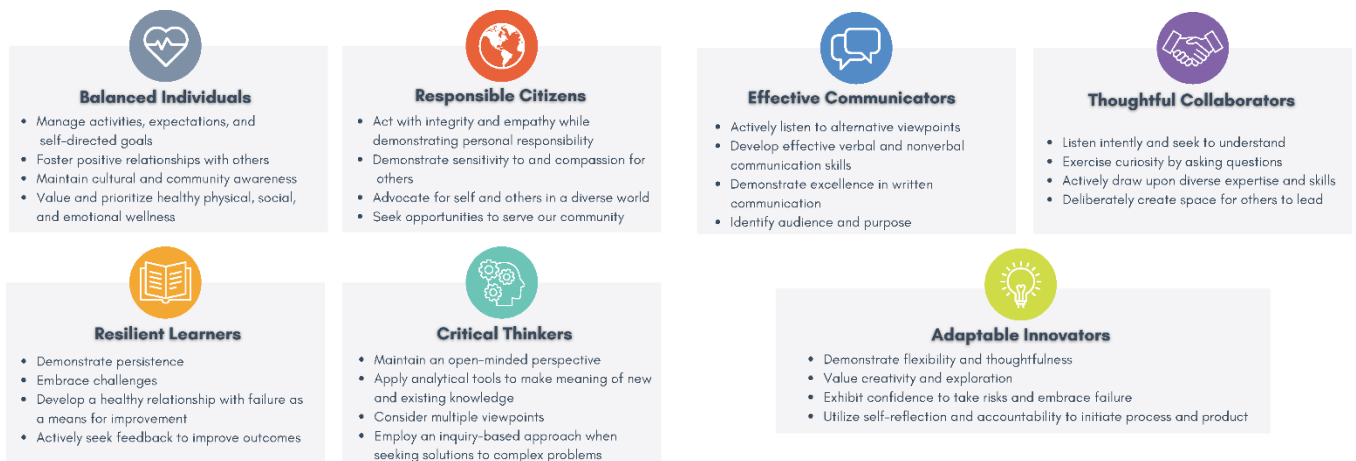 Balanced Individuals
• Manage activities, expectations, and
self-directed goals
• Foster positive relationships with others
• Maintain cultural and community awareness
• Value and prioritize healthy physical, social,
and emotional wellness
Responsible Citizens
• Act with integrity and empathy while
demonstrating personal responsibility
• Demonstrate sensitivity to and compassion for
others
• Advocate for self and others in a diverse world
• Seek opportunities to serve our community
Effective Communicators
• Actively listen to alternative viewpoints
• Develop effective verbal and nonverbal
communication skills
• Demonstrate excellence in written
communication
• Identify audience and purpose
Thoughtful Collaborators
• Listen intently and seek to understand
• Exercise curiosity by asking questions
• Actively draw upon diverse expertise and skills
• Deliberately create space for others to lead
Resilient Learners
• Demonstrate persistence
• Embrace challenges
• Develop a healthy relationship with failure as
a means for improvement
• Actively seek feedback to improve outcomes
Critical Thinkers
• Maintain an open-minded perspective
• Apply analytical tools to make meaning of new
and existing knowledge
• Consider multiple viewpoints
• Employ an inquiry-based approach when
seeking solutions to complex problems
Adaptable Innovators
• Demonstrate flexibility and thoughtfulness
• Value creativity and exploration
• Exhibit confidence to take risks and embrace failure
• Utilize self-reflection and accountability to initiate process and product